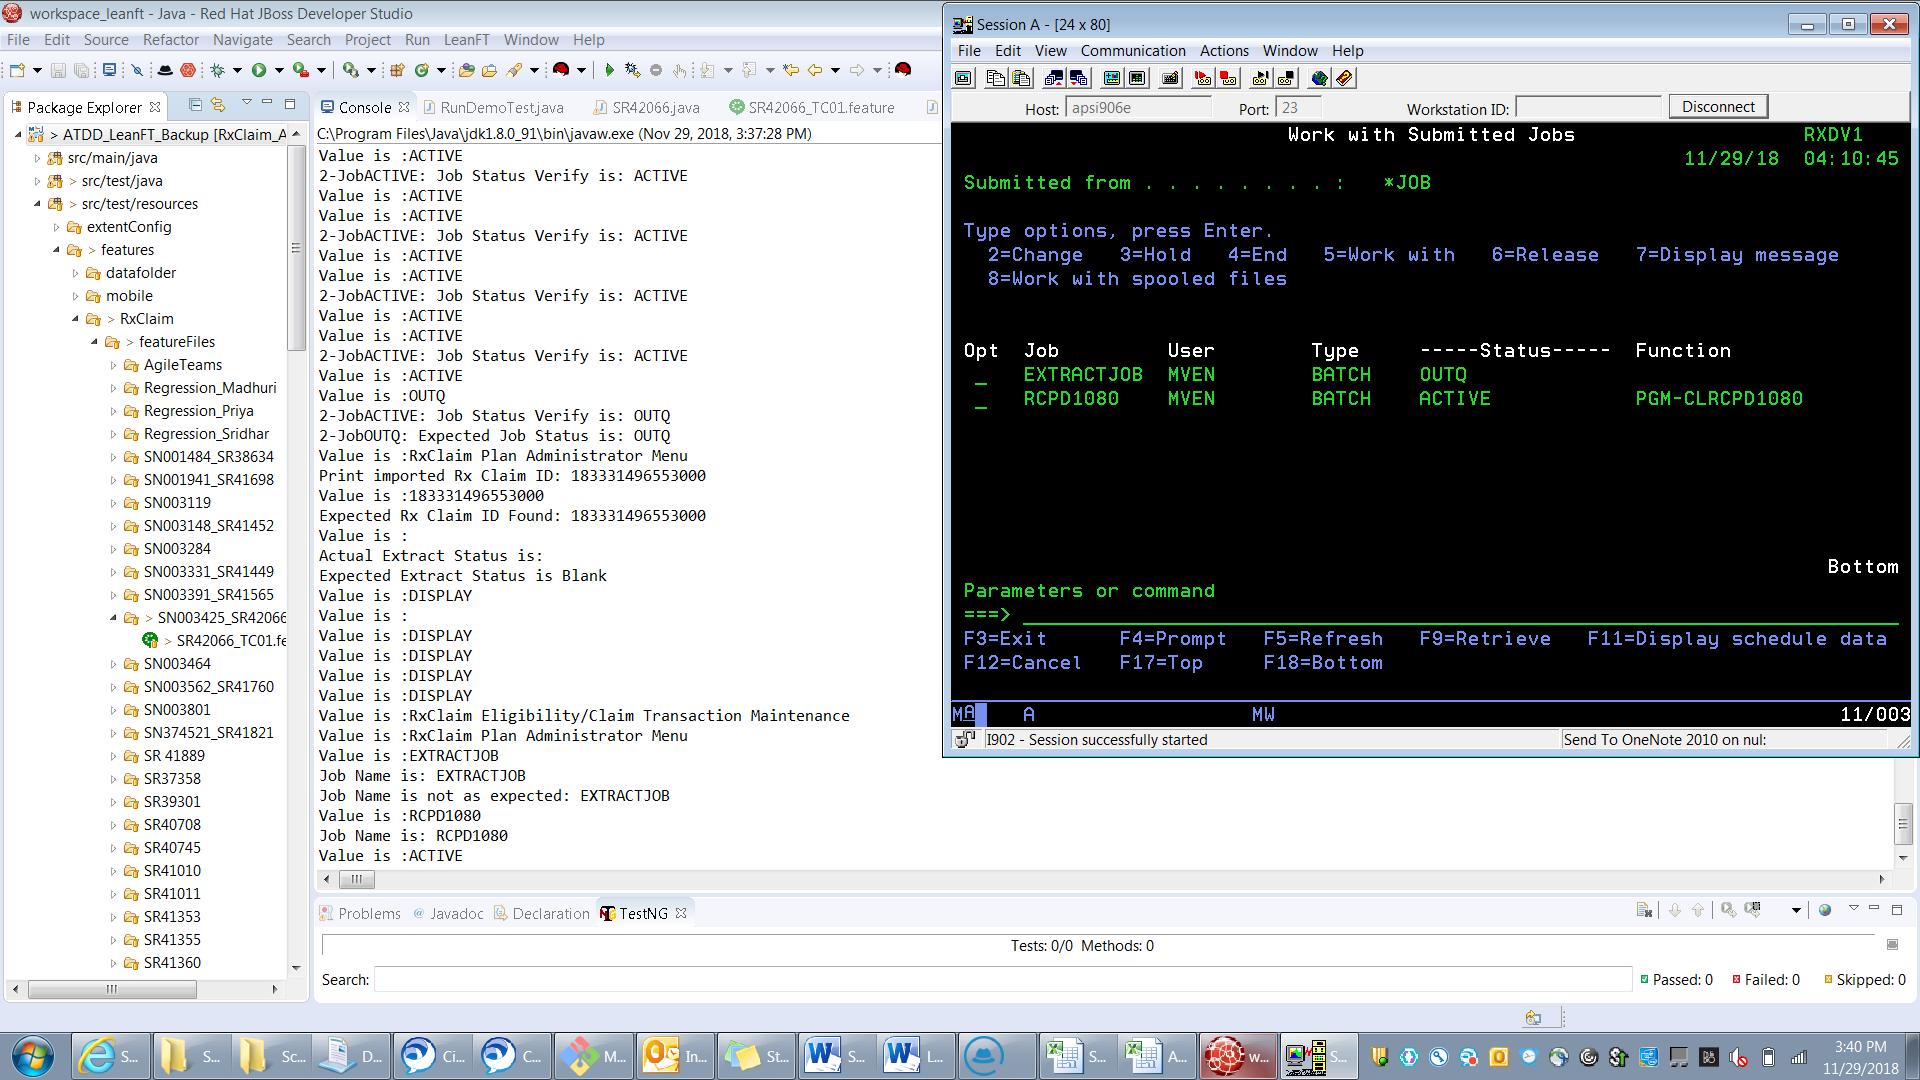 workspace_leanft - Java - Red Hat JBoss Developer Studio
File Edit Source Refactor Navigate Search Project Run LeanFT Window Help
Package Explorer
> ATDD_LeanFT_Backup [RxClaim_A
src/main/java
> src/test/java
> src/test/resources
extentConfig
> features
datafolder
mobile
> RxClaim
> featureFiles
AgileTeams
Regression_Madhuri
Regression_Priya
Regression_Sridhar
SN001484_SR38634
SN001941_SR41698
SN003119
SN003148_SR41452
SN003284
SN003331_SR41449
SN003391_SR41565
> SN003425_SR42066
> SR42066_TC01.fe
SN003464
SN003562_SR41760
SN003801
SN374521_SR41821
SR 41889
SR37358
SR39301
SR40708
SR40745
SR41010
SR41011
SR41353
SR41355
SR41360
Console RunDemoTest.java SR42066.java SR42066_TC01.feature
C:\Program Files\Java\jdk1.8.0_91\bin\javaw.exe (Nov 29, 2018, 3:37:28 PM)
Value is :ACTIVE
2-JobACTIVE: Job Status Verify is: ACTIVE
Value is :ACTIVE
Value is :ACTIVE
2-JobACTIVE: Job Status Verify is: ACTIVE
Value is :ACTIVE
Value is :ACTIVE
2-JobACTIVE: Job Status Verify is: ACTIVE
Value is :ACTIVE
Value is :ACTIVE
2-JobACTIVE: Job Status Verify is: ACTIVE
Value is :ACTIVE
Value is :OUTQ
2-JobACTIVE: Job Status Verify is: OUTQ
2-JobOUTQ: Expected Job Status is: OUTQ
Value is :RxClaim Plan Administrator Menu
Print imported Rx Claim ID: 183331496553000
Value is :183331496553000
Expected Rx Claim ID Found: 183331496553000
Value is :
Actual Extract Status is:
Expected Extract Status is Blank
Value is :DISPLAY
Value is :
Value is :DISPLAY
Value is :DISPLAY
Value is :DISPLAY
Value is :DISPLAY
Value is :RxClaim Eligibility/Claim Transaction Maintenance
Value is :RxClaim Plan Administrator Menu
Value is :EXTRACTJOB
Job Name is: EXTRACTJOB
Job Name is not as expected: EXTRACTJOB
Value is :RCPD1080
Job Name is: RCPD1080
Value is :ACTIVE
Problems @ Javadoc Declaration TestNG
Tests: 0/0 Methods: 0
Search: Passed: 0 Failed: 0 Skipped: 0
Session A - [24 x 80]
File Edit View Communication Actions Window Help
Host: apsi906e Port: 23 Workstation ID: Disconnect
Work with Submitted Jobs RXDV1
11/29/18 04:10:45
Submitted from . . . . . . . . : *JOB
Type options, press Enter.
2=Change 3=Hold 4=End 5=Work with 6=Release 7=Display message
8=Work with spooled files
Opt Job User Type -----Status----- Function
_ EXTRACTJOB MVEN BATCH OUTQ
_ RCPD1080 MVEN BATCH ACTIVE PGM-CLRCPD1080
Bottom
Parameters or command
===>
F3=Exit F4=Prompt F5=Refresh F9=Retrieve F11=Display schedule data
F12=Cancel F17=Top F18=Bottom
MA A MW 11/003
I902 - Session successfully started Send To OneNote 2010 on nul:
S... S... Sc... D... Ci... C... M... In... St... S... L... S... A... w... S...
3:40 PM
11/29/2018